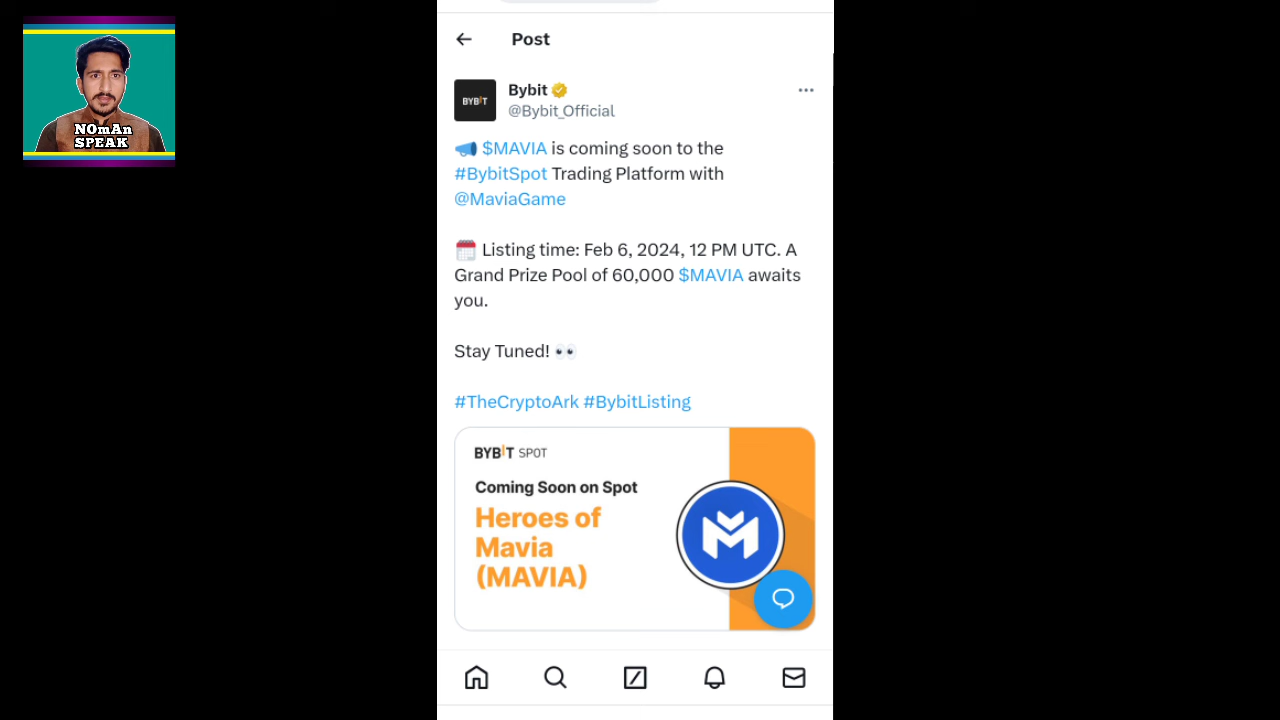 NOmAn
SPEAK
Post
BYBIT
Bybit
@Bybit_Official
📣 $MAVIA is coming soon to the
#BybitSpot Trading Platform with
@MaviaGame
📅 Listing time: Feb 6, 2024, 12 PM UTC. A
Grand Prize Pool of 60,000 $MAVIA awaits
you.
Stay Tuned! 👀
#TheCryptoArk #BybitListing
BYBIT SPOT
Coming Soon on Spot
Heroes of
Mavia
(MAVIA)